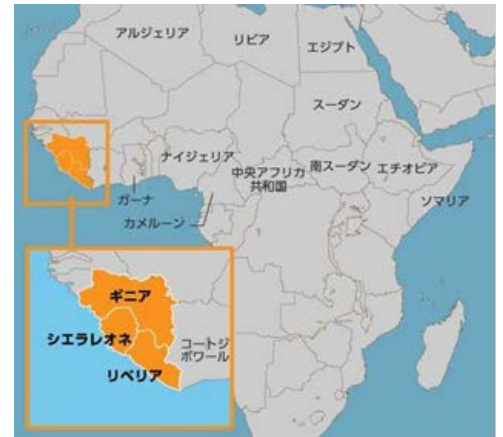 アルジェリア
リビア
エジプト
スーダン
ナイジェリア
中央アフリカ
共和国
南スーダン
エチオピア
ガーナ
カメルーン
ソマリア
ギニア
シエラレオネ
コートジ
ボワール
リベリア